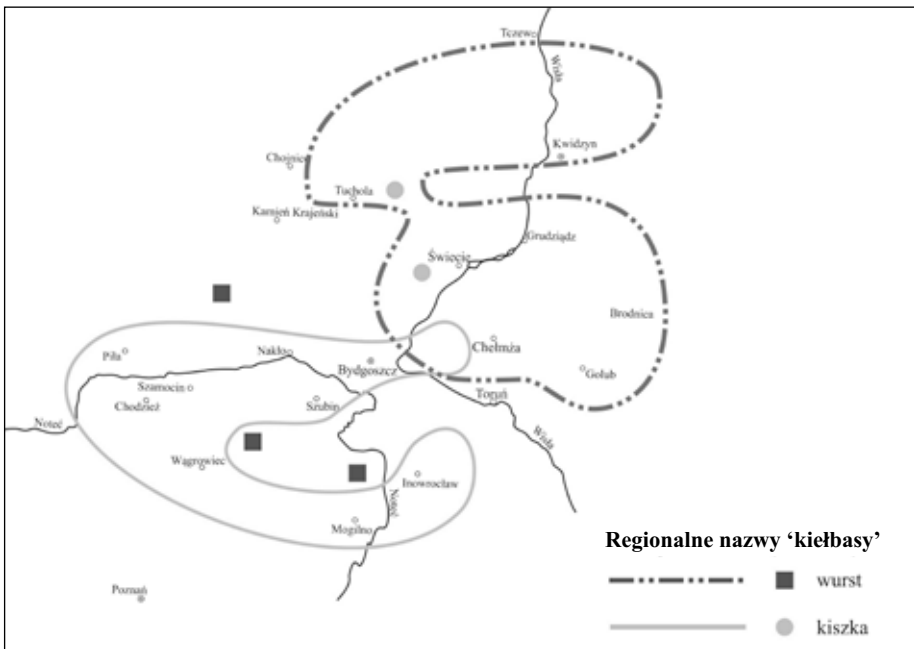 Tczew
Wisła
Kwidzyn
Chojnice
Tuchola
Kamień Krajeński
Grudziądz
Świecie
Brodnica
Chełmża
Nakło
Piła
Bydgoszcz
Golub
Szamocin
Chodzież
Szubin
Toruń
Noteć
Wisła
Wągrowiec
Inowrocław
Noteć
Mogilno
Poznań
Regionalne nazwy ‘kiełbasy’
wurst
kiszka